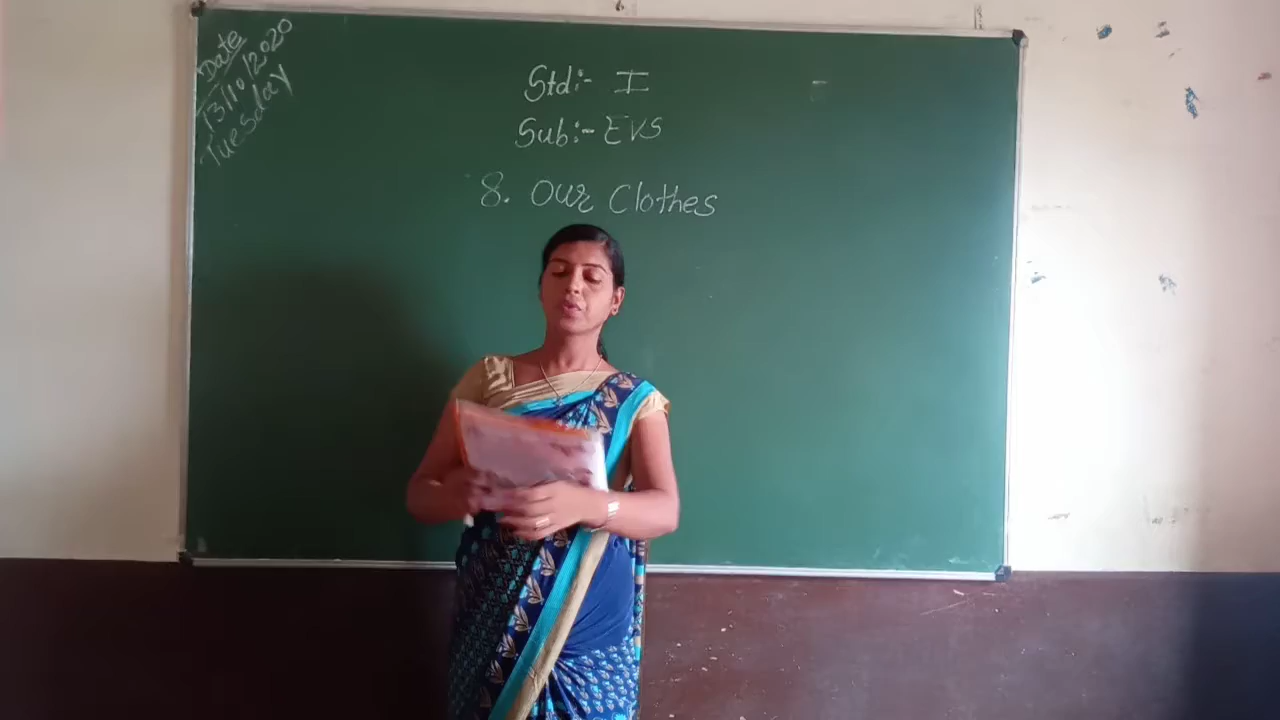 Date
13/10/2020
Tuesday
Std:- I
Sub:- EVS
8. Our Clothes